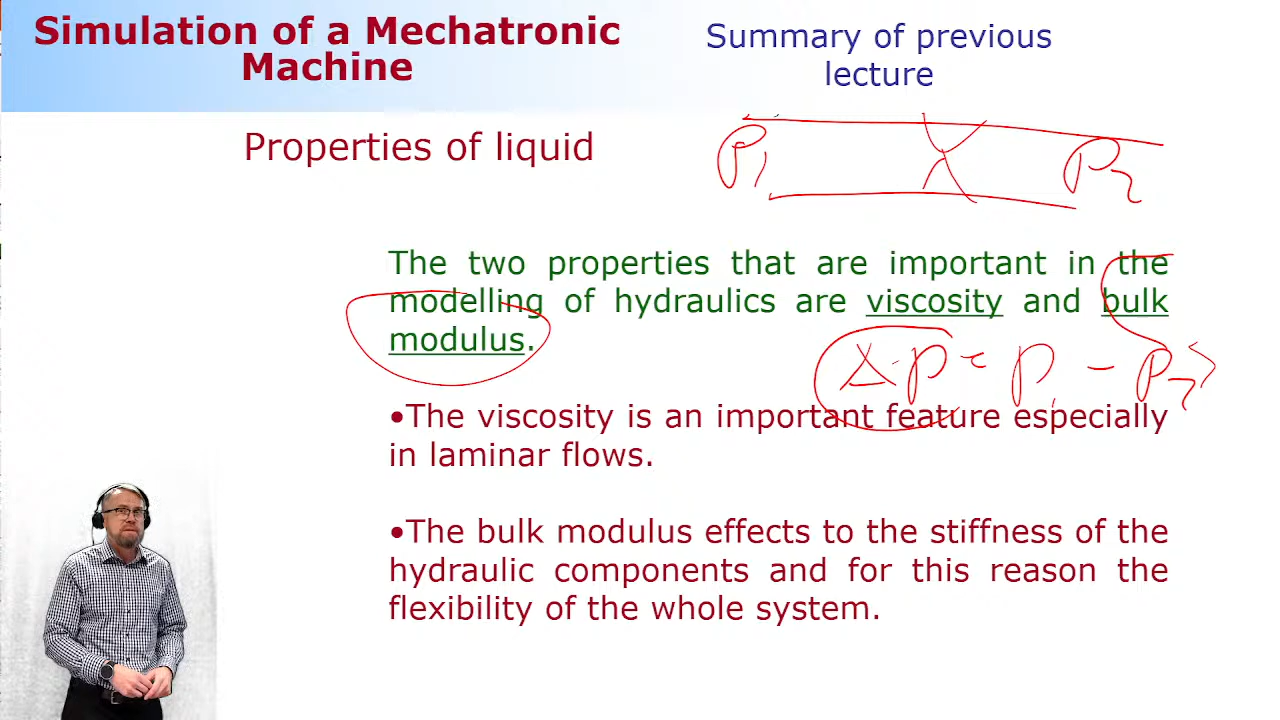 Simulation of a Mechatronic
Machine
Summary of previous
lecture
Properties of liquid
P1
P2
The two properties that are important in the
modelling of hydraulics are viscosity and bulk
modulus.
Δp = p1 - p2
•The viscosity is an important feature especially
in laminar flows.
•The bulk modulus effects to the stiffness of the
hydraulic components and for this reason the
flexibility of the whole system.